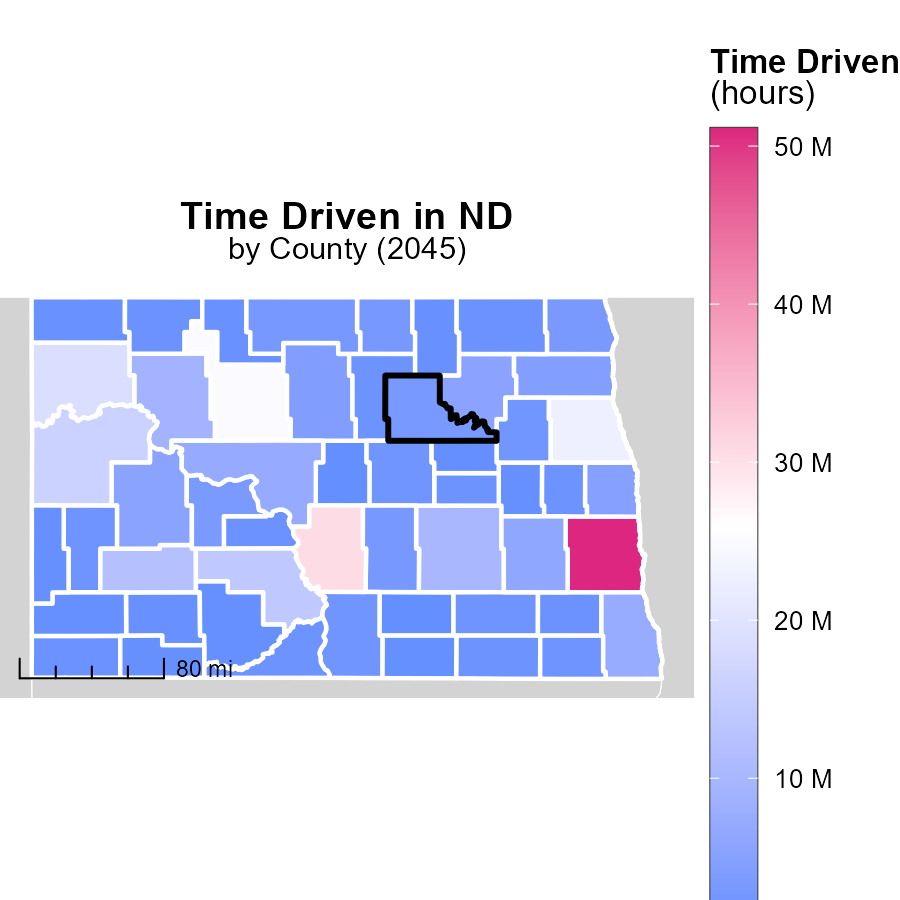 Time Driven
(hours)
50 M
40 M
30 M
20 M
10 M
Time Driven in ND
by County (2045)
80 mi